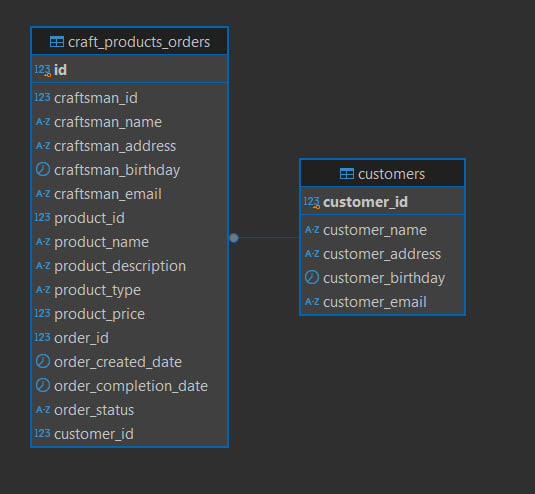 craft_products_orders
123 id
123 craftsman_id
A-Z craftsman_name
A-Z craftsman_address
craftsman_birthday
A-Z craftsman_email
123 product_id
A-Z product_name
A-Z product_description
A-Z product_type
123 product_price
123 order_id
order_created_date
order_completion_date
A-Z order_status
123 customer_id
customers
123 customer_id
A-Z customer_name
A-Z customer_address
customer_birthday
A-Z customer_email